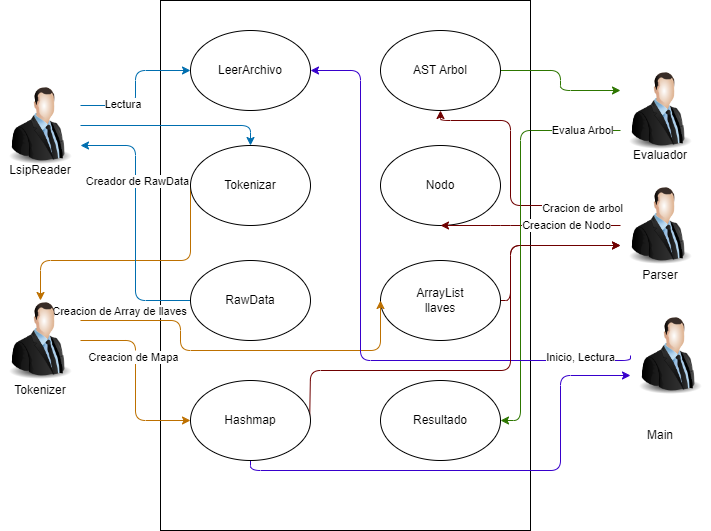 LeerArchivo
AST Arbol
Lectura
Evalua Arbol
Evaluador
LsipReader
Creador de RawData
Tokenizar
Nodo
Cracion de arbol
Creacion de Nodo
Parser
RawData
ArrayList
llaves
Creacion de Array de llaves
Creacion de Mapa
Inicio, Lectura
Tokenizer
Hashmap
Resultado
Main